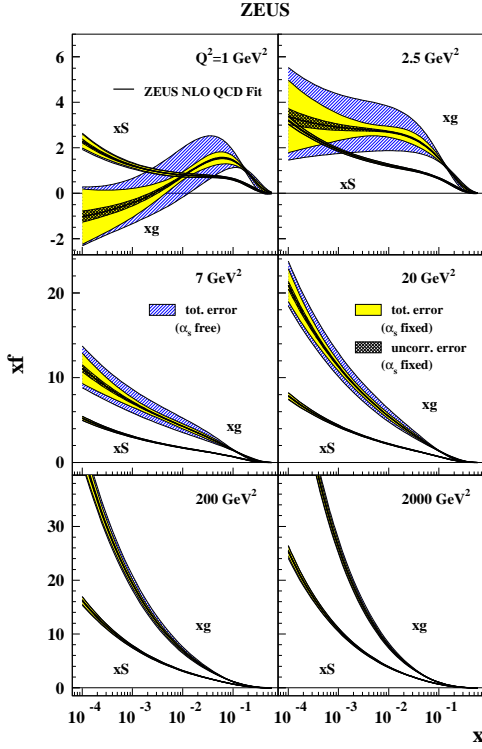 ZEUS
Q²=1 GeV²
ZEUS NLO QCD Fit
xS
xg
6
4
2
0
-2
2.5 GeV²
xg
xS
7 GeV²
tot. error
(αₛ free)
xg
xS
20
10
0
20 GeV²
tot. error
(αₛ fixed)
uncorr. error
(αₛ fixed)
xg
xS
xf
200 GeV²
xg
xS
30
20
10
0
2000 GeV²
xg
xS
10⁻⁴ 10⁻³ 10⁻² 10⁻¹
10⁻⁴ 10⁻³ 10⁻² 10⁻¹
x